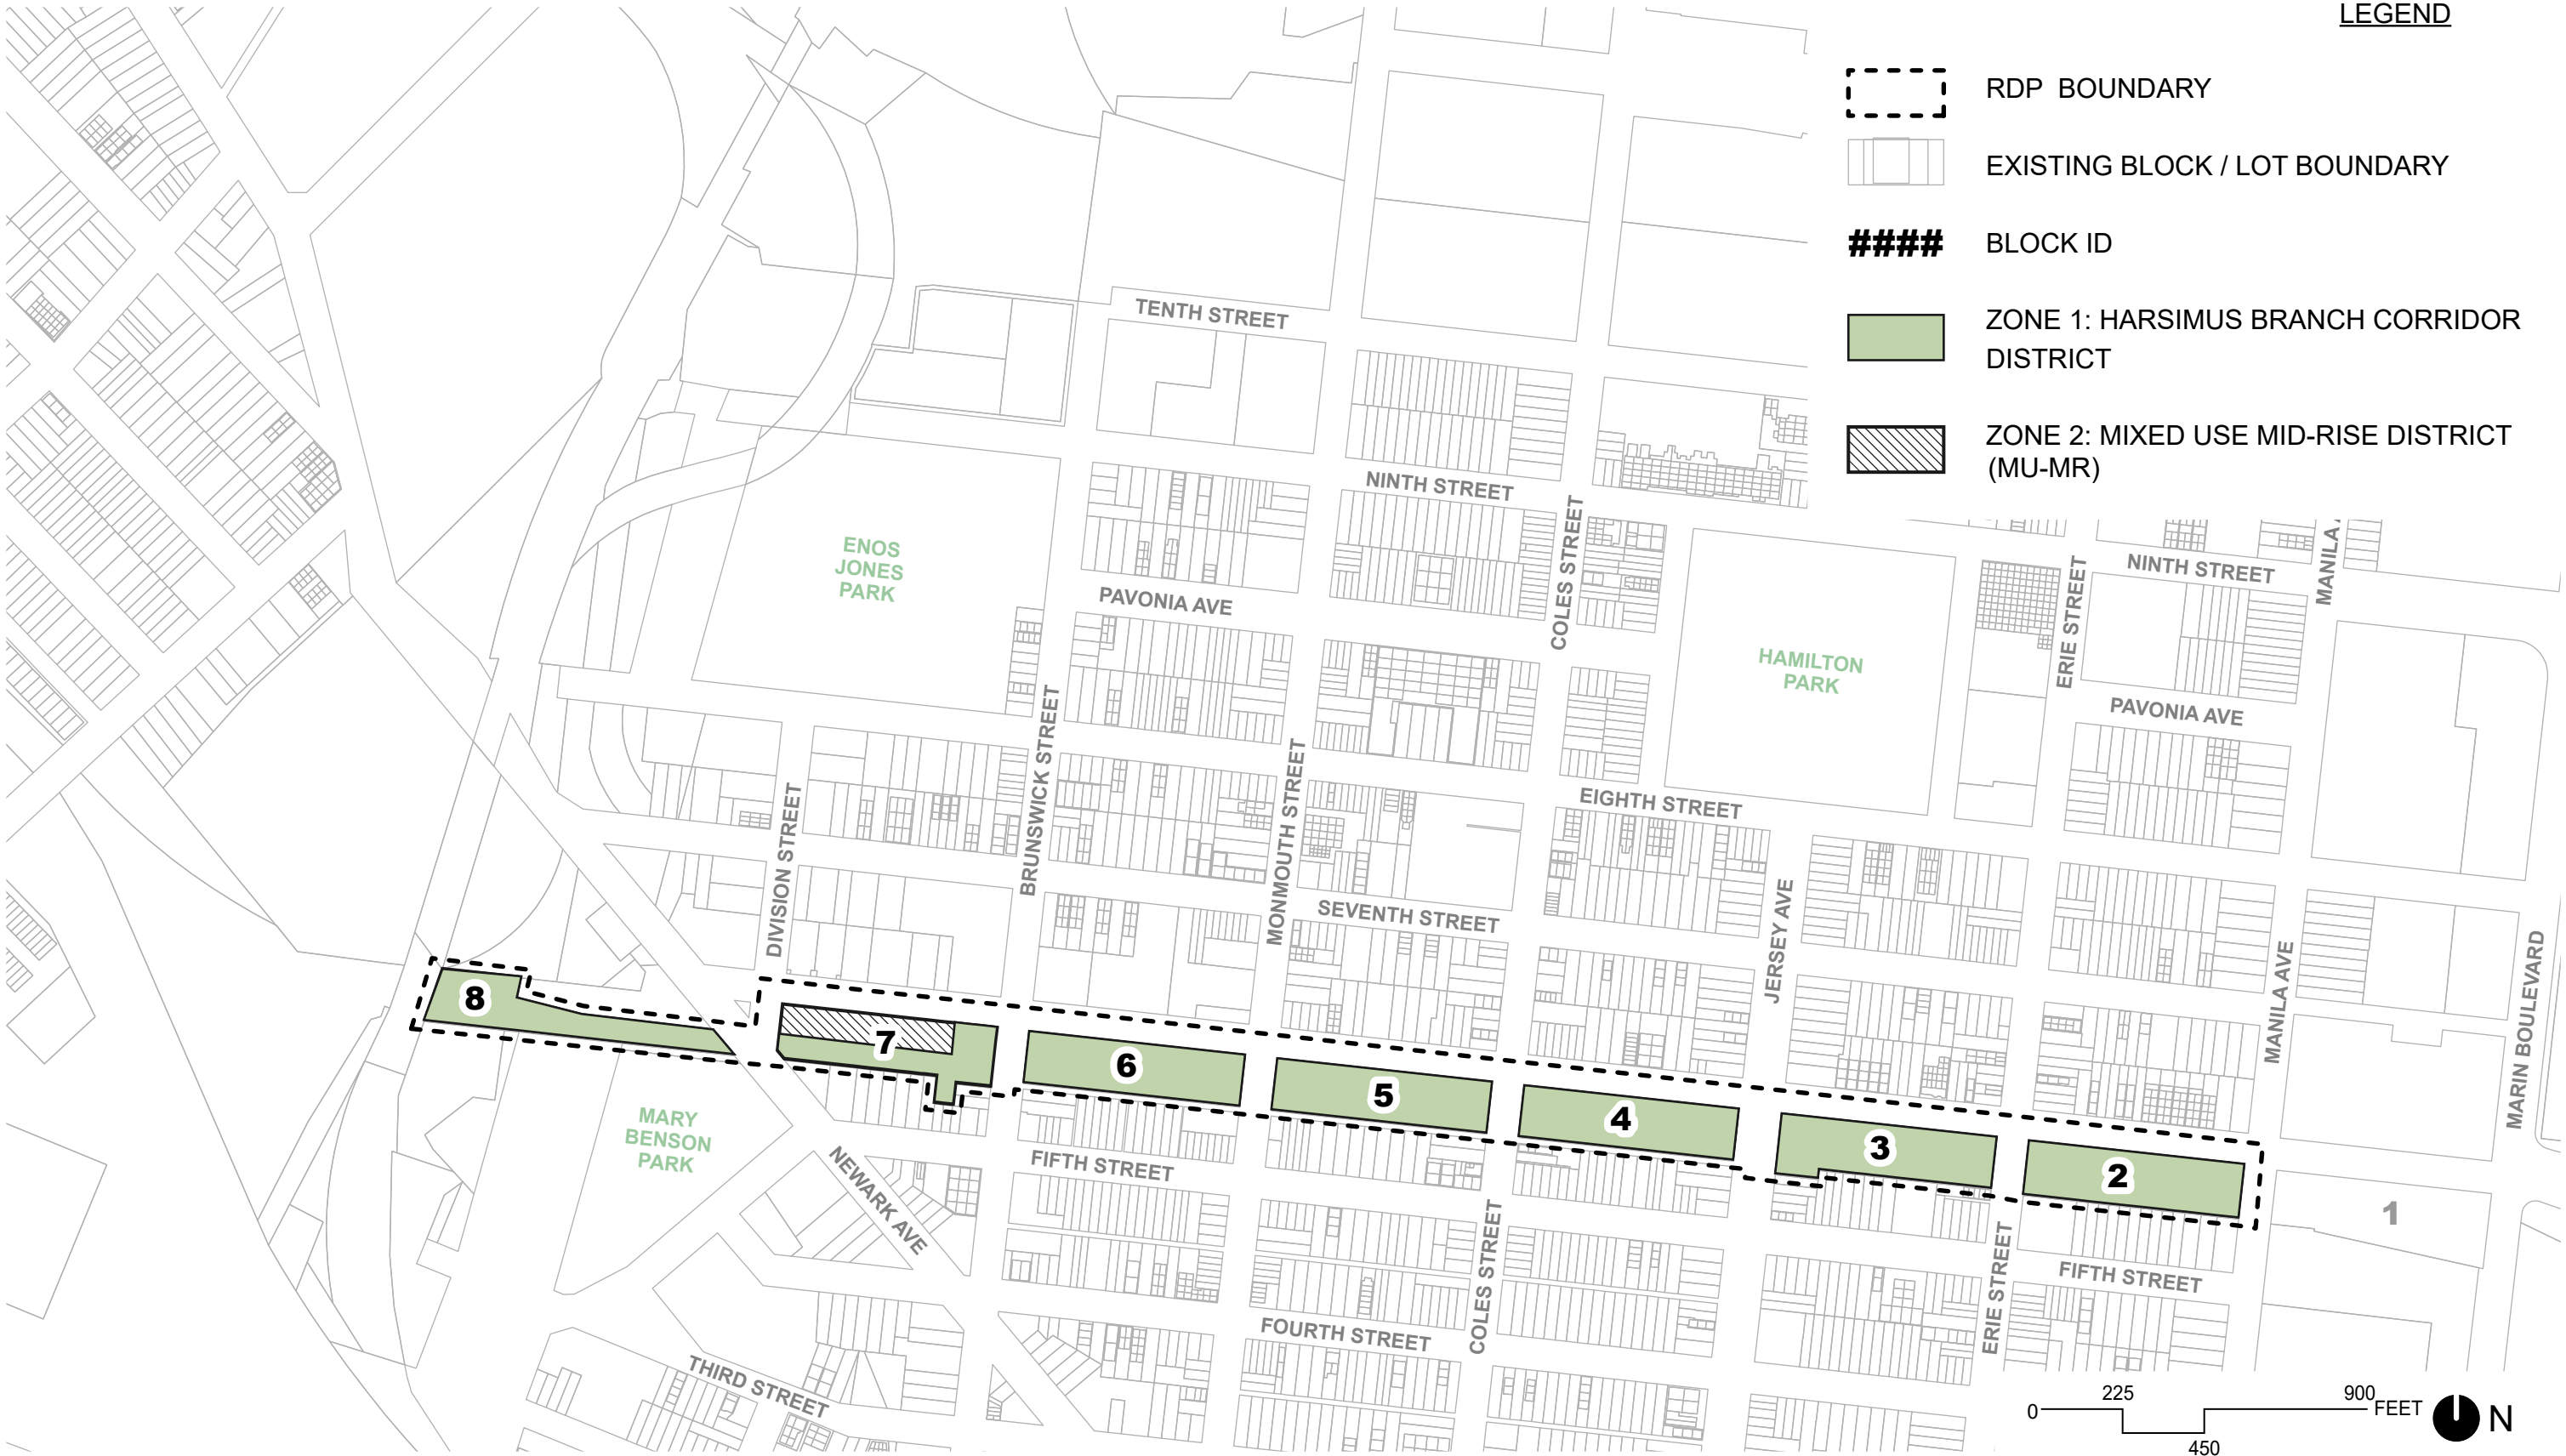 LEGEND
RDP BOUNDARY
EXISTING BLOCK / LOT BOUNDARY
####
BLOCK ID
ZONE 1: HARSIMUS BRANCH CORRIDOR
DISTRICT
ZONE 2: MIXED USE MID-RISE DISTRICT
(MU-MR)
TENTH STREET
NINTH STREET
COLES STREET
ENOS
JONES
PARK
PAVONIA AVE
HAMILTON
PARK
ERIE STREET
NINTH STREET
MANILA
PAVONIA AVE
BRUNSWICK STREET
MONMOUTH STREET
DIVISION STREET
EIGHTH STREET
SEVENTH STREET
JERSEY AVE
MANILA AVE
MARIN BOULEVARD
8
7
6
5
4
3
2
1
MARY
BENSON
PARK
NEWARK AVE
FIFTH STREET
COLES STREET
ERIE STREET
FIFTH STREET
FOURTH STREET
THIRD STREET
0
225
450
900
FEET
N